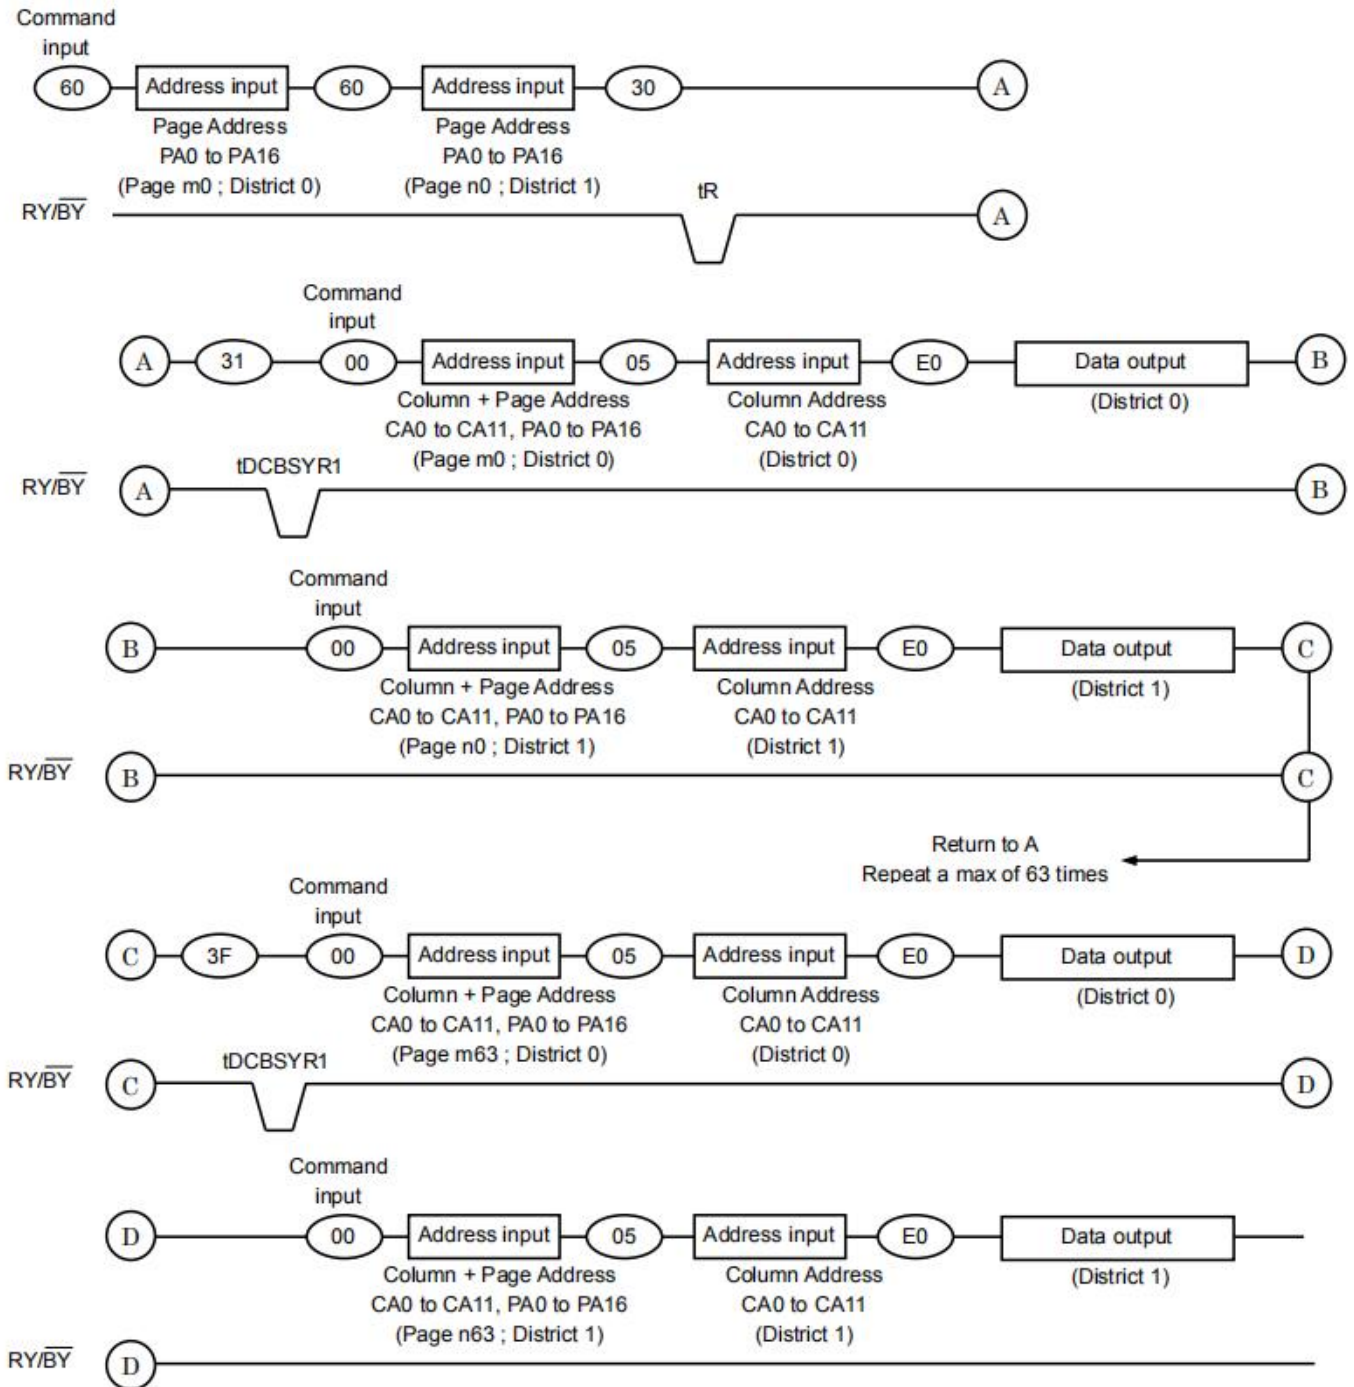 Command
input
60 Address input 60 Address input 30 A
Page Address Page Address
PA0 to PA16 PA0 to PA16
(Page m0 ; District 0) (Page n0 ; District 1) tR
RY/B̅Y̅ A
Command
input
A 31 00 Address input 05 Address input E0 Data output B
Column + Page Address Column Address (District 0)
CA0 to CA11, PA0 to PA16 CA0 to CA11
(Page m0 ; District 0) (District 0)
tDCBSYR1
RY/B̅Y̅ A B
Command
input
B 00 Address input 05 Address input E0 Data output C
Column + Page Address Column Address (District 1)
CA0 to CA11, PA0 to PA16 CA0 to CA11
(Page n0 ; District 1) (District 1)
RY/B̅Y̅ B C
Return to A
Repeat a max of 63 times
Command
input
C 3F 00 Address input 05 Address input E0 Data output D
Column + Page Address Column Address (District 0)
CA0 to CA11, PA0 to PA16 CA0 to CA11
(Page m63 ; District 0) (District 0)
tDCBSYR1
RY/B̅Y̅ C D
Command
input
D 00 Address input 05 Address input E0 Data output
Column + Page Address Column Address (District 1)
CA0 to CA11, PA0 to PA16 CA0 to CA11
(Page n63 ; District 1) (District 1)
RY/B̅Y̅ D